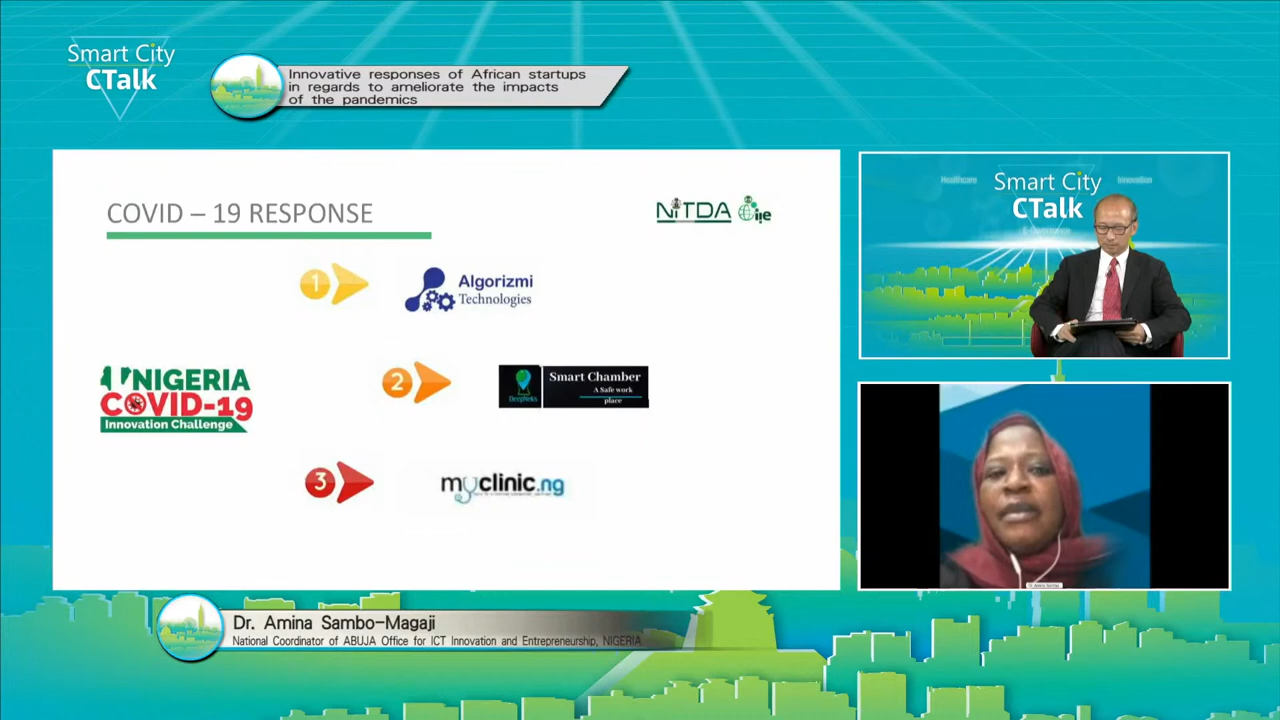 Smart City
CTalk
Innovative responses of African startups
in regards to ameliorate the impacts
of the pandemics
COVID – 19 RESPONSE
NiTDA
1
Algorizmi
Technologies
NIGERIA
COVID-19
Innovation Challenge
2
DeepNeks
Smart Chamber
A Safe work
place
3
myclinic.ng
Healthcare
Smart City
Innovation
CTalk
E-Governance
Dr. Amina Sambo-Magaji
National Coordinator of ABUJA Office for ICT Innovation and Entrepreneurship, NIGERIA